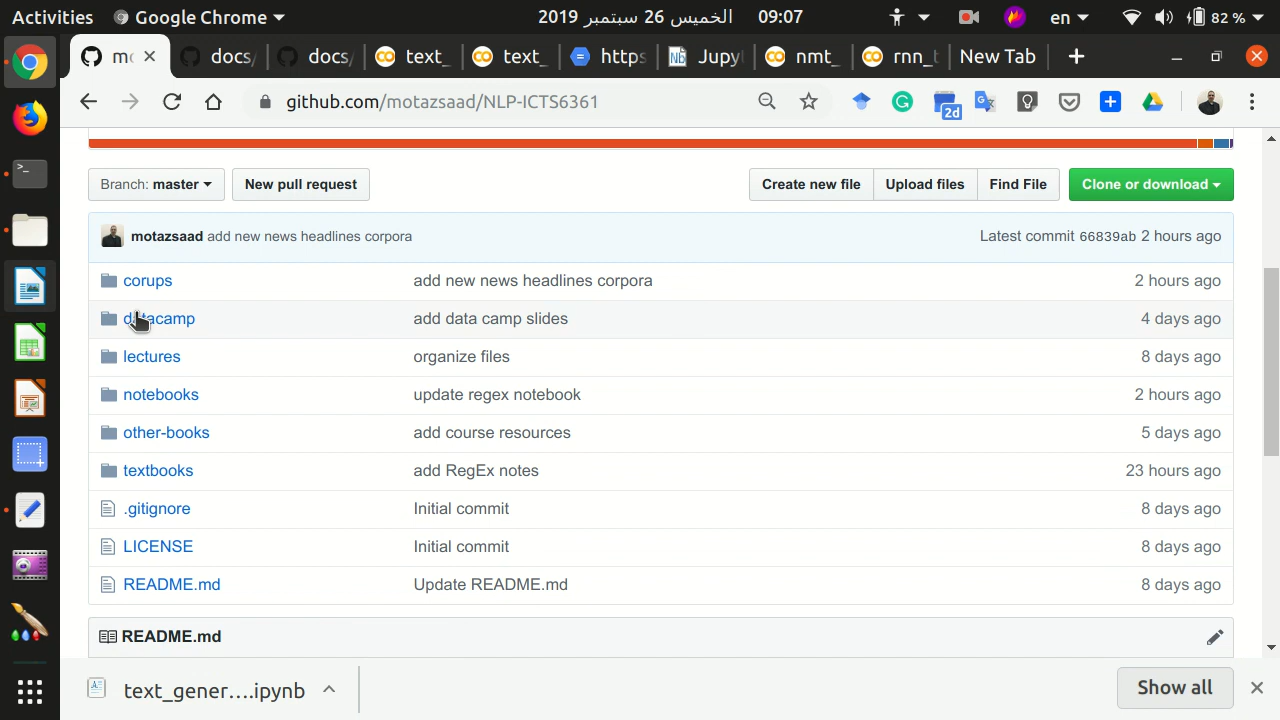 Activities Google Chrome الخميس 26 سبتمبر 2019 09:07 en 82 %
docs/ docs/ text_ text_ https Jupy nmt_ rnn_t New Tab
github.com/motazsaad/NLP-ICTS6361 2d
Branch: master New pull request Create new file Upload files Find File Clone or download
motazsaad add new news headlines corpora Latest commit 66839ab 2 hours ago
corups add new news headlines corpora 2 hours ago
datacamp add data camp slides 4 days ago
lectures organize files 8 days ago
notebooks update regex notebook 2 hours ago
other-books add course resources 5 days ago
textbooks add RegEx notes 23 hours ago
.gitignore Initial commit 8 days ago
LICENSE Initial commit 8 days ago
README.md Update README.md 8 days ago
README.md
text_gener....ipynb Show all